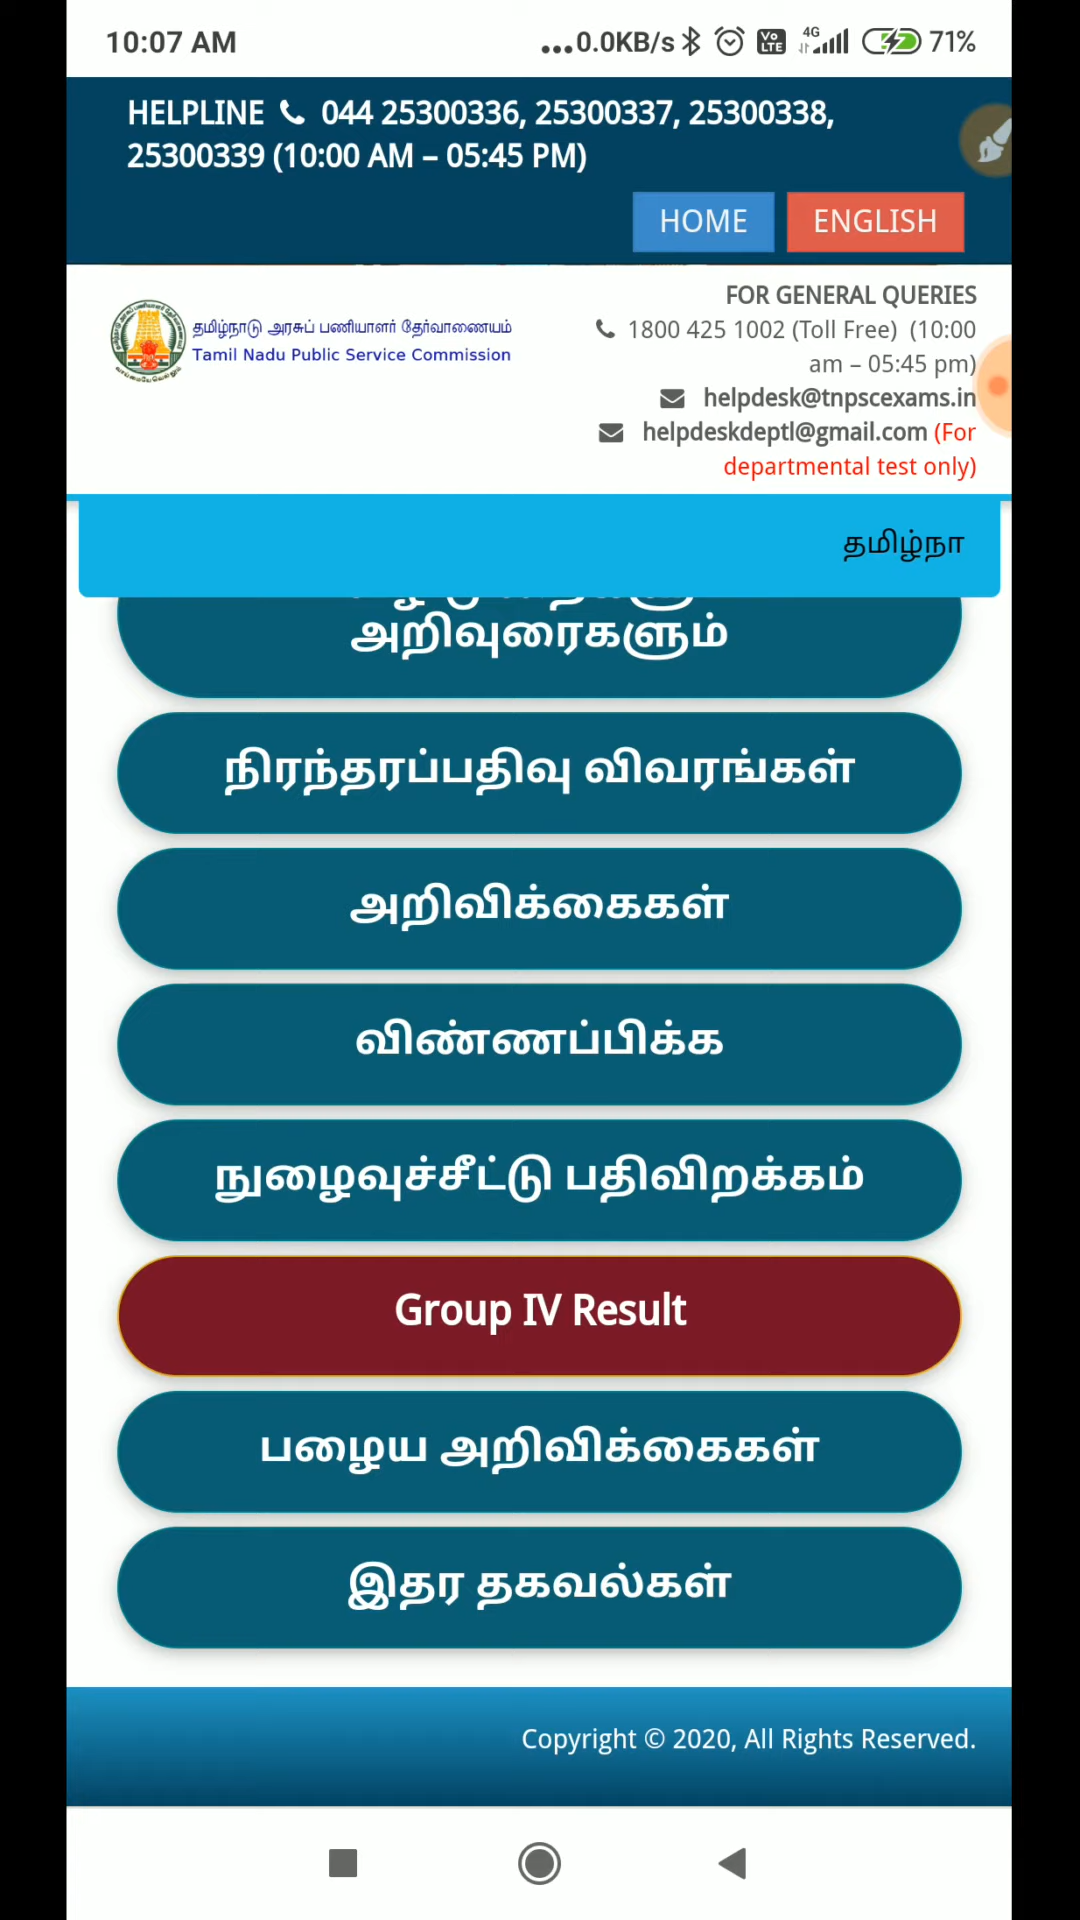 10:07 AM
...0.0KB/s 4G Vo LTE 71%
HELPLINE 044 25300336, 25300337, 25300338,
25300339 (10:00 AM – 05:45 PM)
HOME ENGLISH
FOR GENERAL QUERIES
1800 425 1002 (Toll Free) (10:00
am – 05:45 pm)
helpdesk@tnpscexams.in
helpdeskdeptl@gmail.com (For
departmental test only)
தமிழ்நாடு அரசுப் பணியாளர் தேர்வாணையம்
Tamil Nadu Public Service Commission
தமிழ்நா
அறிவுரைகளும்
நிரந்தரப்பதிவு விவரங்கள்
அறிவிக்கைகள்
விண்ணப்பிக்க
நுழைவுச்சீட்டு பதிவிறக்கம்
Group IV Result
பழைய அறிவிக்கைகள்
இதர தகவல்கள்
Copyright © 2020, All Rights Reserved.